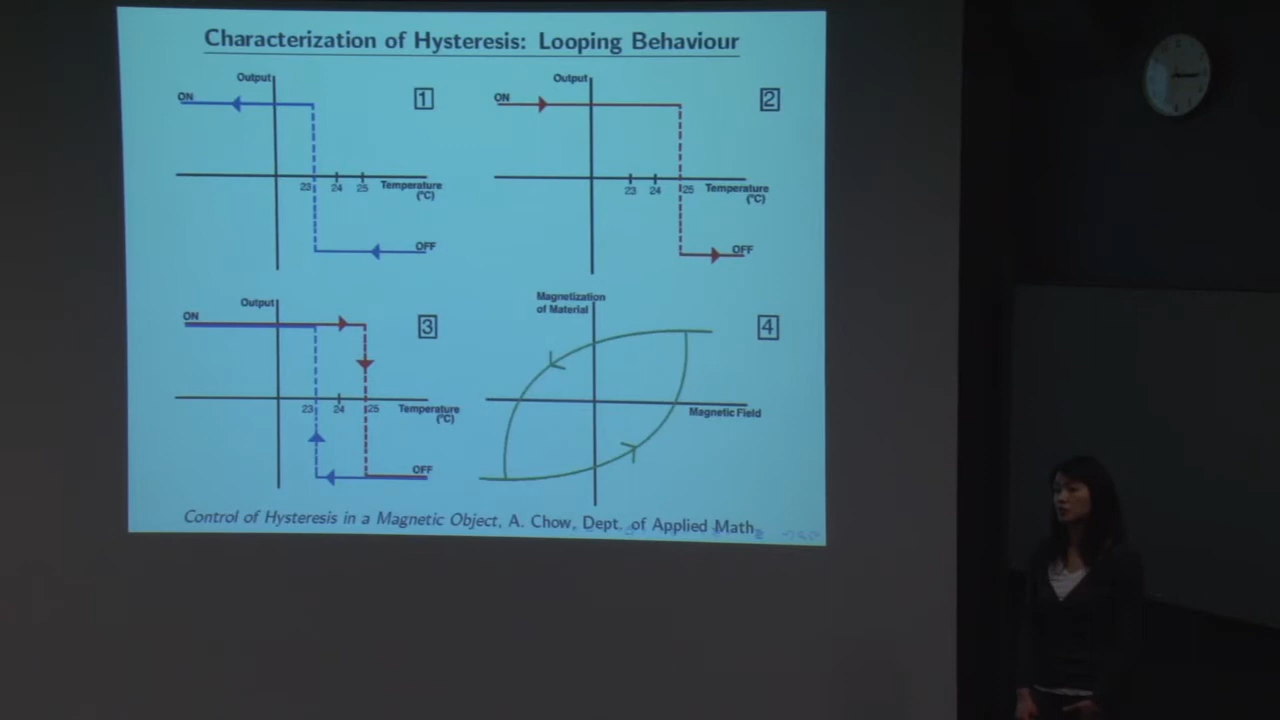 Characterization of Hysteresis: Looping Behaviour
Output
ON
1
23
24
25
Temperature
(°C)
OFF
Output
ON
2
23
24
25
Temperature
(°C)
OFF
Output
ON
3
23
24
25
Temperature
(°C)
OFF
Magnetization
of Material
4
Magnetic Field
Control of Hysteresis in a Magnetic Object, A. Chow, Dept. of Applied Math